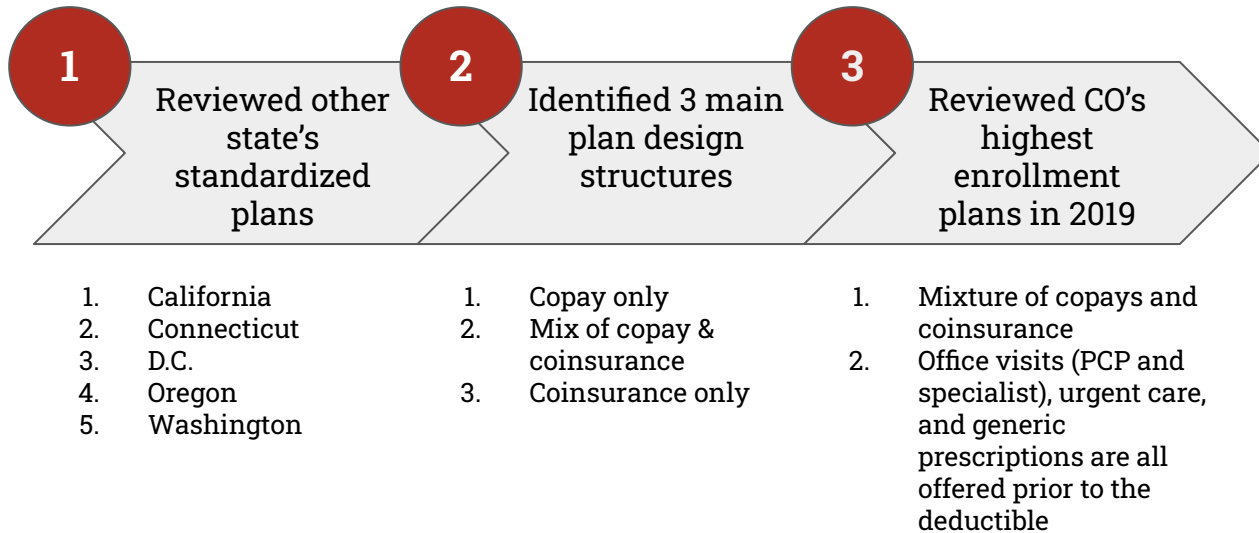 1
Reviewed other
state's
standardized
plans
1. California
2. Connecticut
3. D.C.
4. Oregon
5. Washington
2
Identified 3 main
plan design
structures
1. Copay only
2. Mix of copay &
coinsurance
3. Coinsurance only
3
Reviewed CO's
highest
enrollment
plans in 2019
1. Mixture of copays and
coinsurance
2. Office visits (PCP and
specialist), urgent care,
and generic
prescriptions are all
offered prior to the
deductible